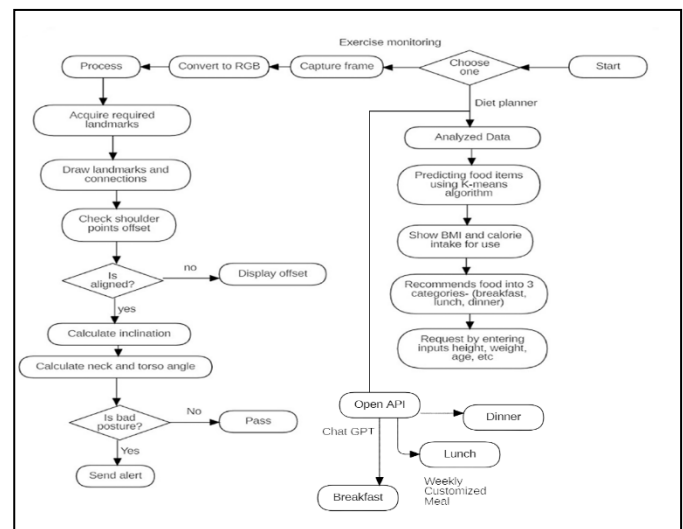 Exercise monitoring
Process
Convert to RGB
Capture frame
Choose
one
Start
Diet planner
Acquire required
landmarks
Draw landmarks and
connections
Check shoulder
points offset
Is
aligned?
no
Display offset
yes
Calculate inclination
Calculate neck and torso angle
Is bad
posture?
No
Pass
Yes
Send alert
Analyzed Data
Predicting food items
using K-means
algorithm
Show BMI and calorie
intake for use
Recommends food into 3
categories- (breakfast,
lunch, dinner)
Request by entering
inputs height, weight,
age, etc
Open API
Dinner
Chat GPT
Lunch
Weekly
Customized
Meal
Breakfast